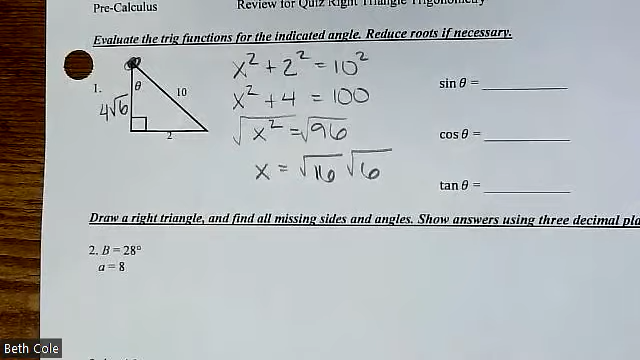 Pre-Calculus
Review for Quiz Right Triangle Trigonometry
Evaluate the trig functions for the indicated angle. Reduce roots if necessary.
1.
θ
10
4√6
2
x² + 2² = 10²
x² + 4 = 100
√x² = √96
x = √16 √6
sin θ =
cos θ =
tan θ =
Draw a right triangle, and find all missing sides and angles. Show answers using three decimal pla
2. B = 28°
a = 8
Beth Cole